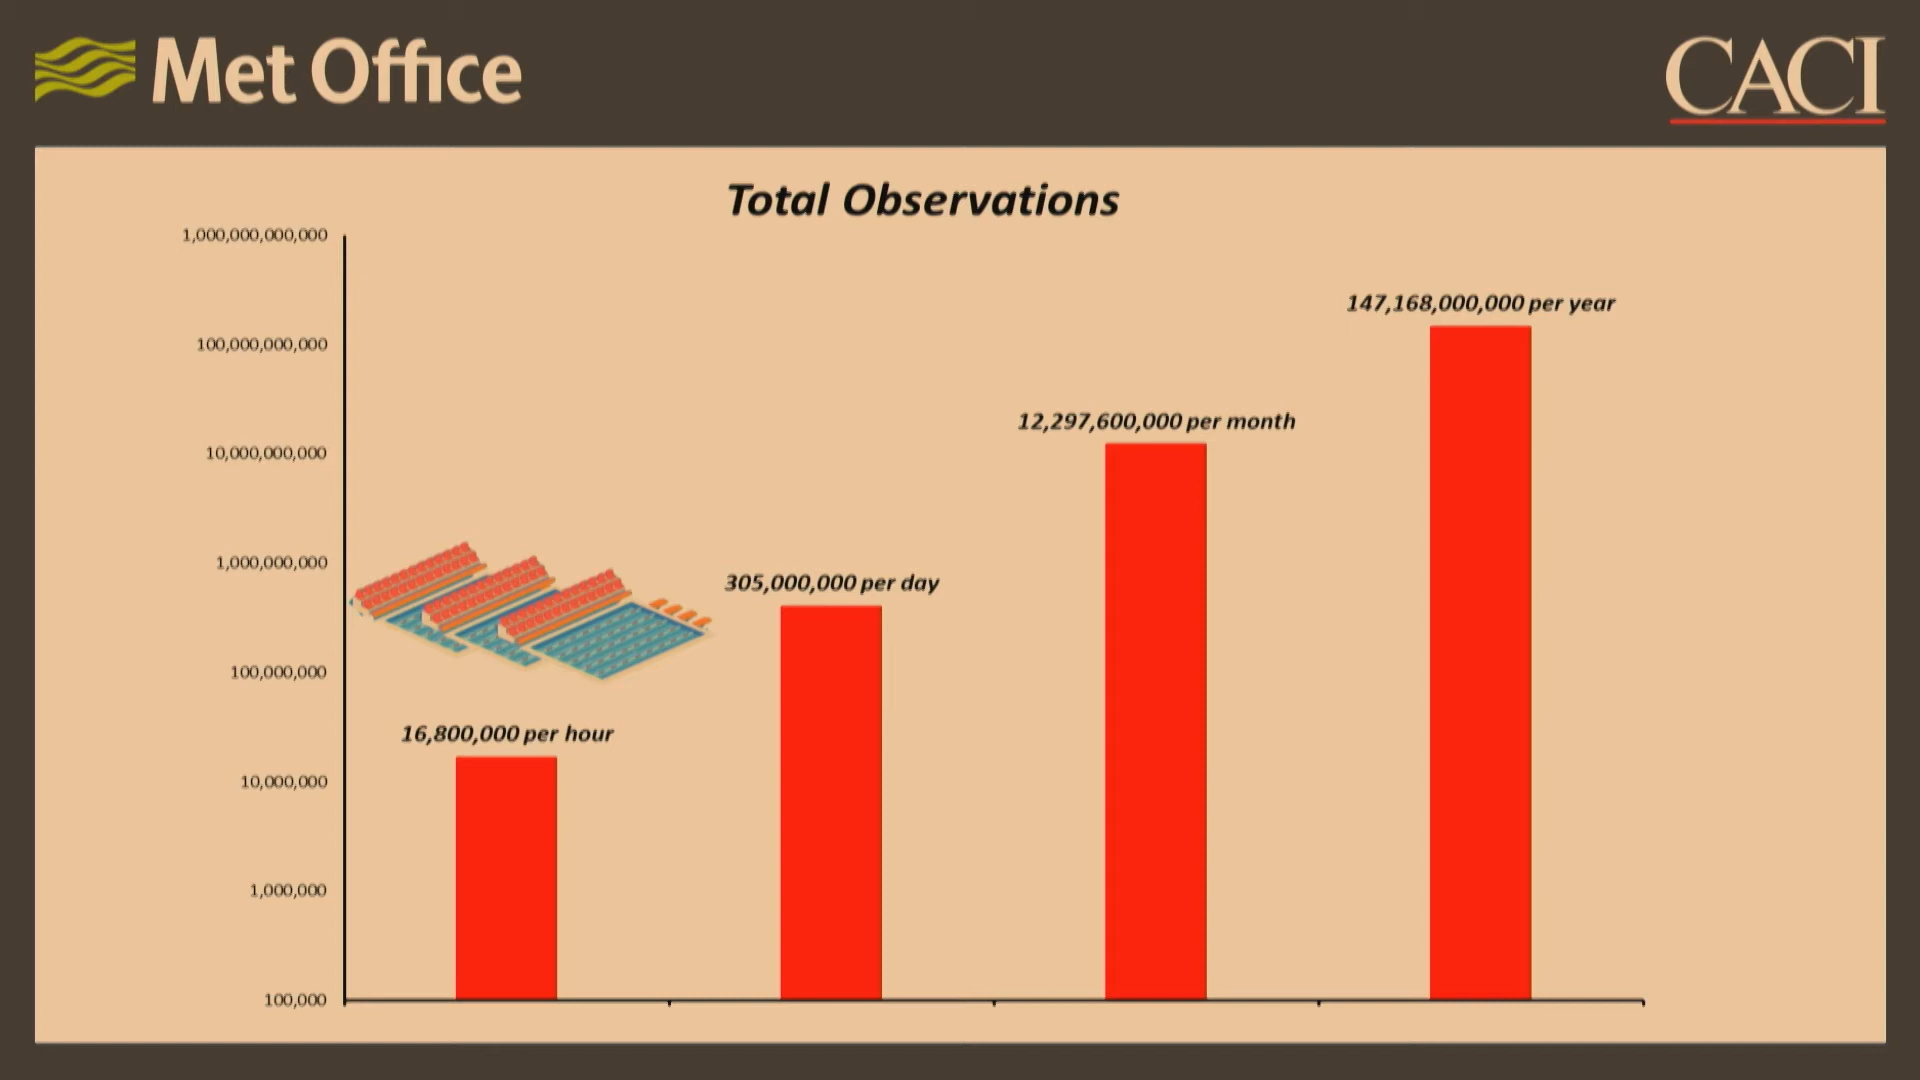 Met Office
CACI
Total Observations
1,000,000,000,000
100,000,000,000
10,000,000,000
1,000,000,000
100,000,000
10,000,000
1,000,000
100,000
16,800,000 per hour
305,000,000 per day
12,297,600,000 per month
147,168,000,000 per year